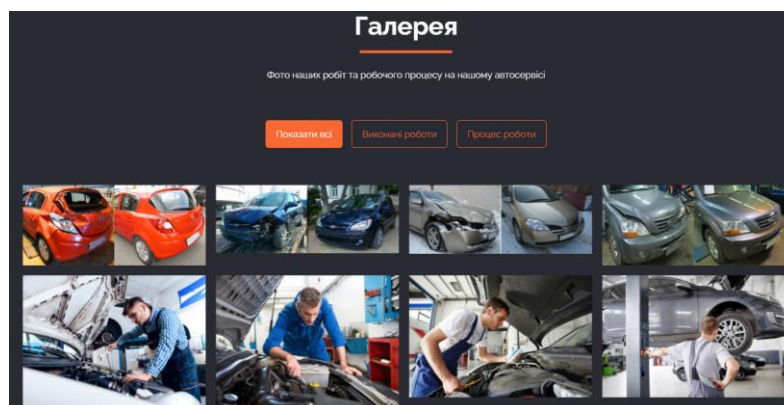 Галерея
Фото наших робіт та робочого процесу на нашому автосервісі
Показати всі
Виконані роботи
Процес роботи